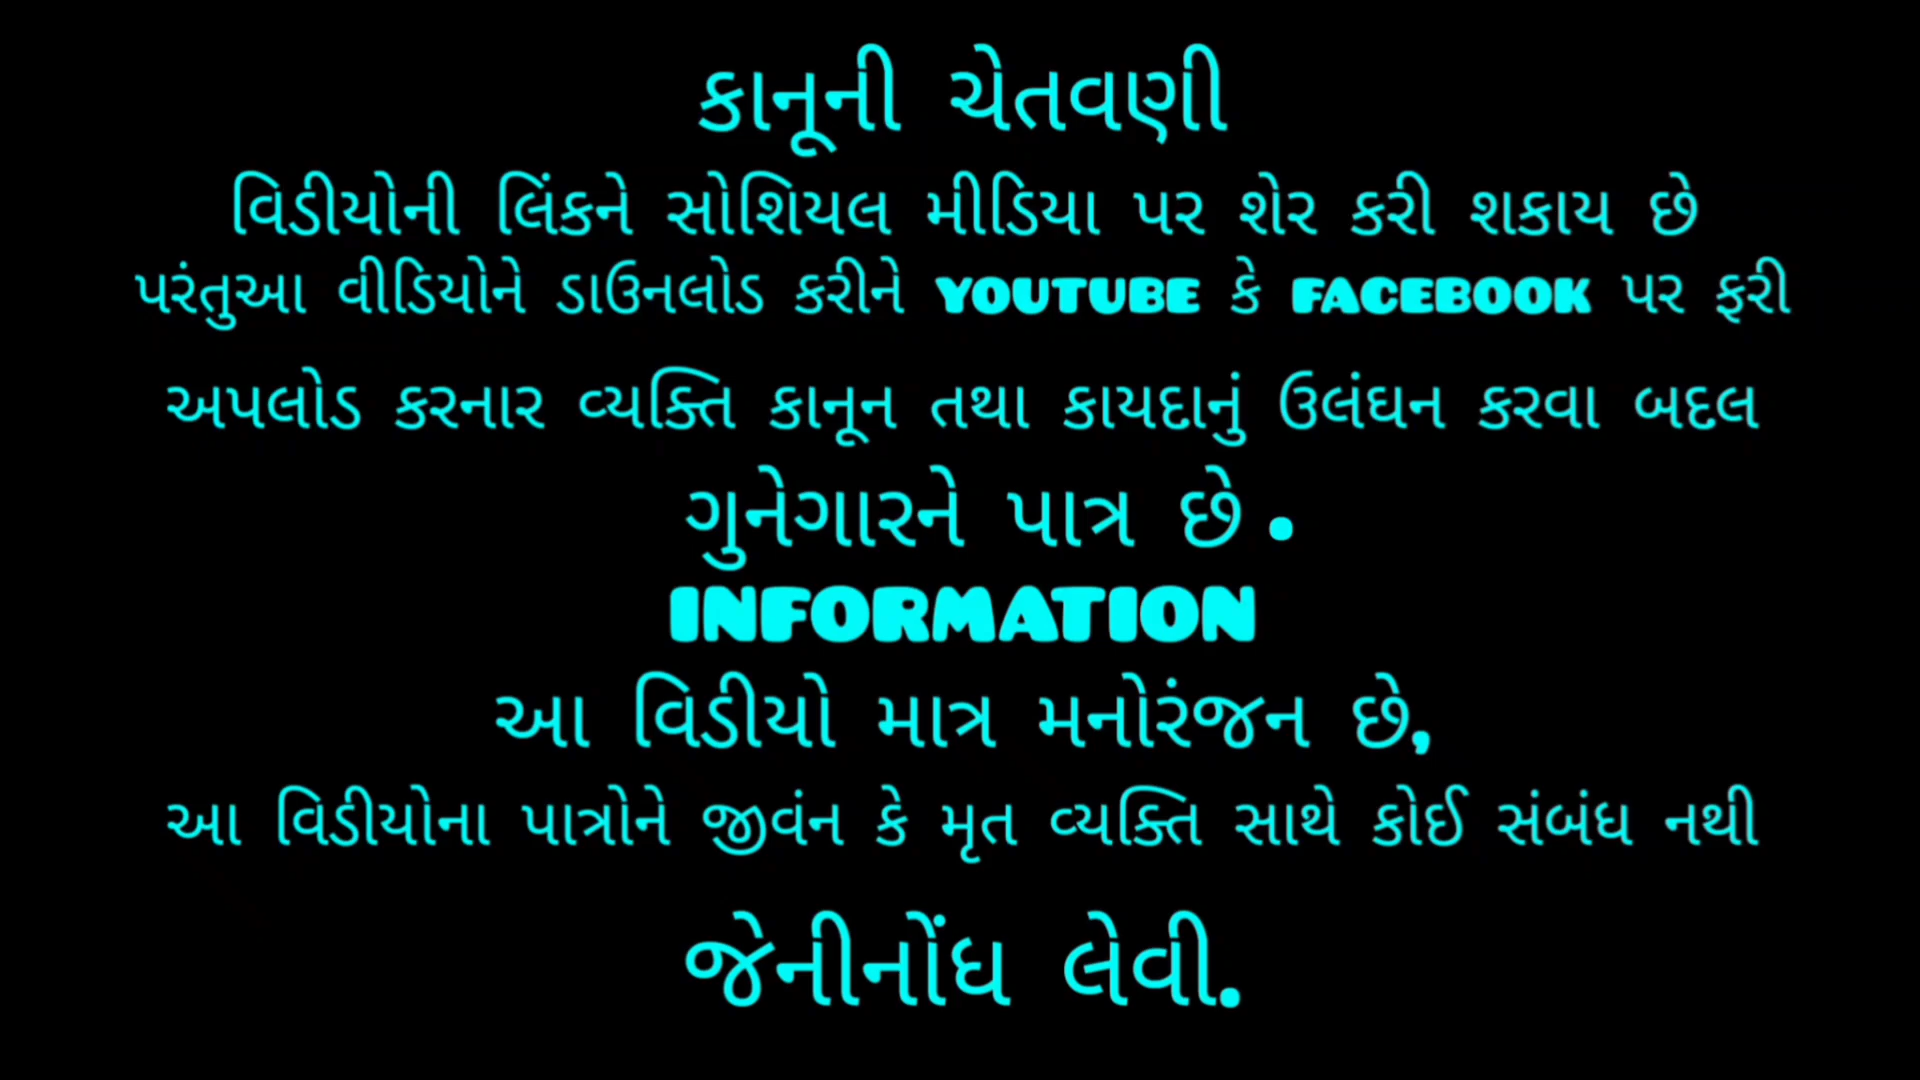 કાનૂની ચેતવણી
વિડીયોની લિંકને સોશિયલ મીડિયા પર શેર કરી શકાય છે
પરંતુઆ વીડિયોને ડાઉનલોડ કરીને YOUTUBE કે FACEBOOK પર ફરી
અપલોડ કરનાર વ્યક્તિ કાનૂન તથા કાયદાનું ઉલંઘન કરવા બદલ
ગુનેગારને પાત્ર છે.
INFORMATION
આ વિડીયો માત્ર મનોરંજન છે,
આ વિડીયોના પાત્રોને જીવંન કે મૃત વ્યક્તિ સાથે કોઈ સંબંધ નથી
જેનીનોંધ લેવી.